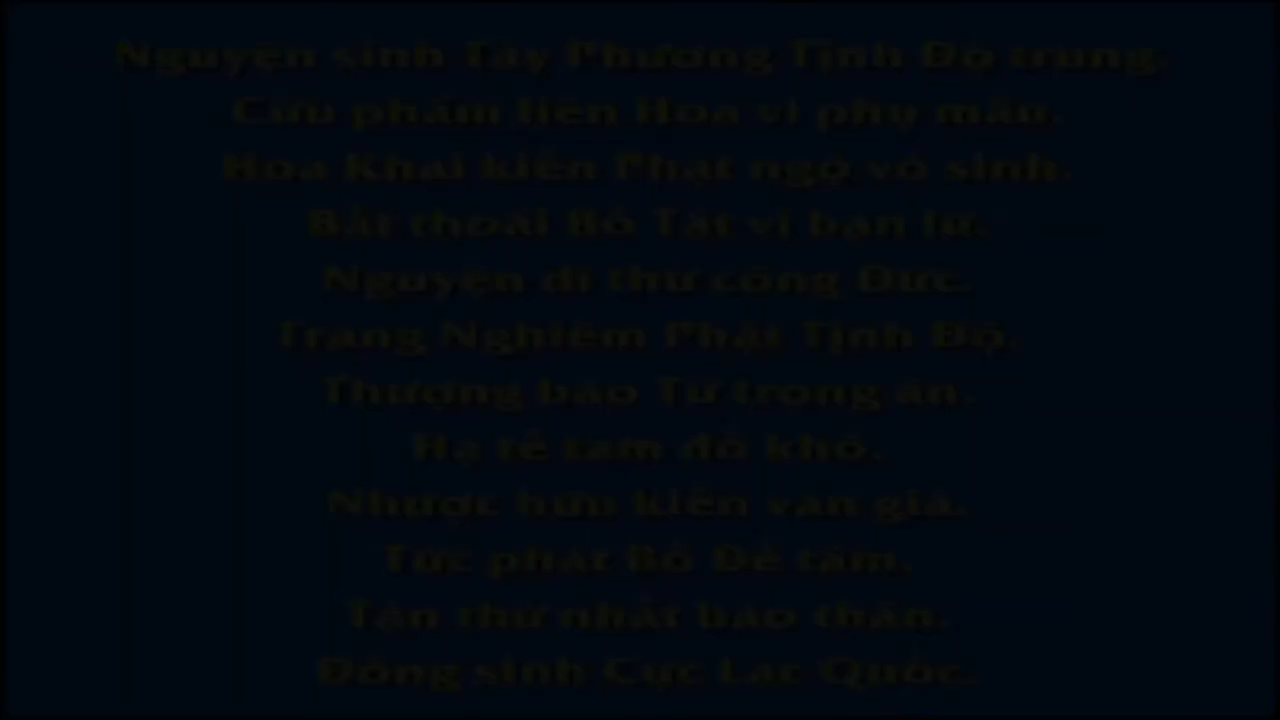 Nguyện sinh Tây Phương Tịnh Độ trung.
Cửu phẩm liên Hoa vi phụ mẫu.
Hoa Khai kiến Phật ngộ vô sinh.
Bất thoái Bồ Tát vi bạn lữ.
Nguyện dĩ thử công Đức.
Trang Nghiêm Phật Tịnh Độ.
Thượng báo Tứ trọng ân.
Hạ tế tam đồ khổ.
Nhược hữu kiến văn giả.
Tức phát Bồ Đề tâm.
Tận thử nhất báo thân.
Đồng sinh Cực Lạc Quốc.